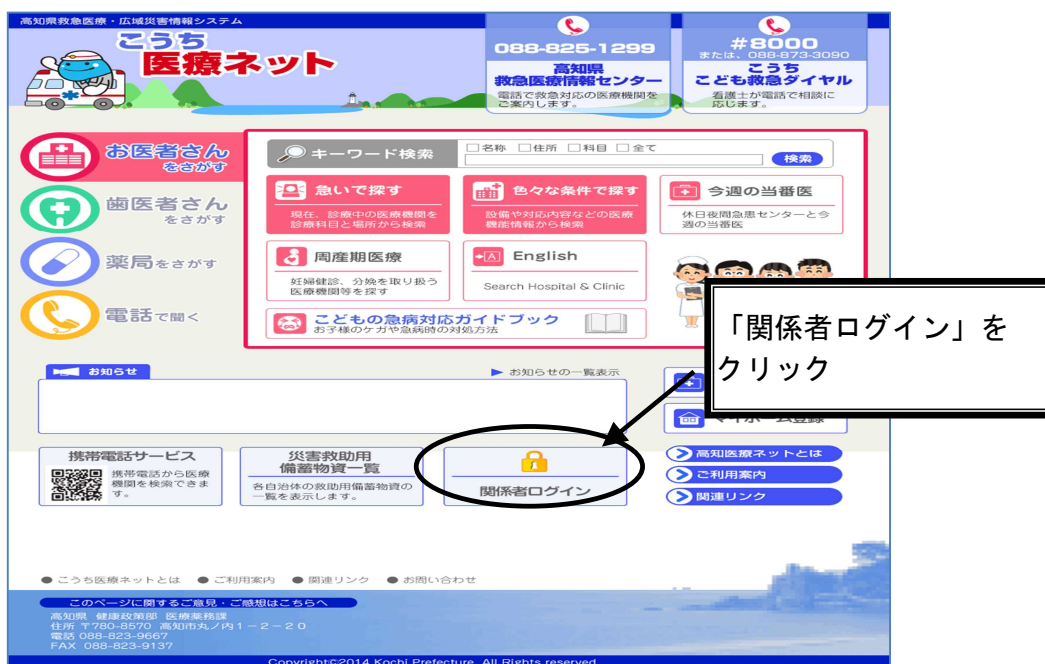 高知県救急医療・広域災害情報システム
こうち
医療ネット
088-825-1299
高知県
救急医療情報センター
電話で救急対応の医療機関を
ご案内します。
#8000
または、088-873-3090
こうち
こども救急ダイヤル
看護士が電話で相談に
応じます。
お医者さん
をさがす
歯医者さん
をさがす
薬局をさがす
電話で聞く
キーワード検索
□名称 □住所 □科目 □全て
検索
急いで探す
現在、診療中の医療機関を
診療科目と場所から検索
色々な条件で探す
設備や対応内容などの医療
機能情報から検索
今週の当番医
休日夜間急患センターと今
週の当番医
周産期医療
妊婦健診、分娩を取り扱う
医療機関等を探す
English
Search Hospital & Clinic
こどもの急病対応ガイドブック
お子様のケガや急病時の対処方法
「関係者ログイン」を
クリック
お知らせ
▶ お知らせの一覧表示
マイホーム登録
携帯電話サービス
携帯電話から医療
機関を検索できま
す。
災害救助用
備蓄物資一覧
各自治体の救助用備蓄物資の
一覧を表示します。
関係者ログイン
高知医療ネットとは
ご利用案内
関連リンク
● こうち医療ネットとは ● ご利用案内 ● 関連リンク ● お問い合わせ
このページに関するご意見・ご感想はこちらへ
高知県 健康政策部 医療業務課
住所 〒780-8570 高知市丸ノ内1-2-20
電話 088-823-9667
FAX 088-823-9137
Copyright©2014 Kochi Prefecture. All Rights reserved.